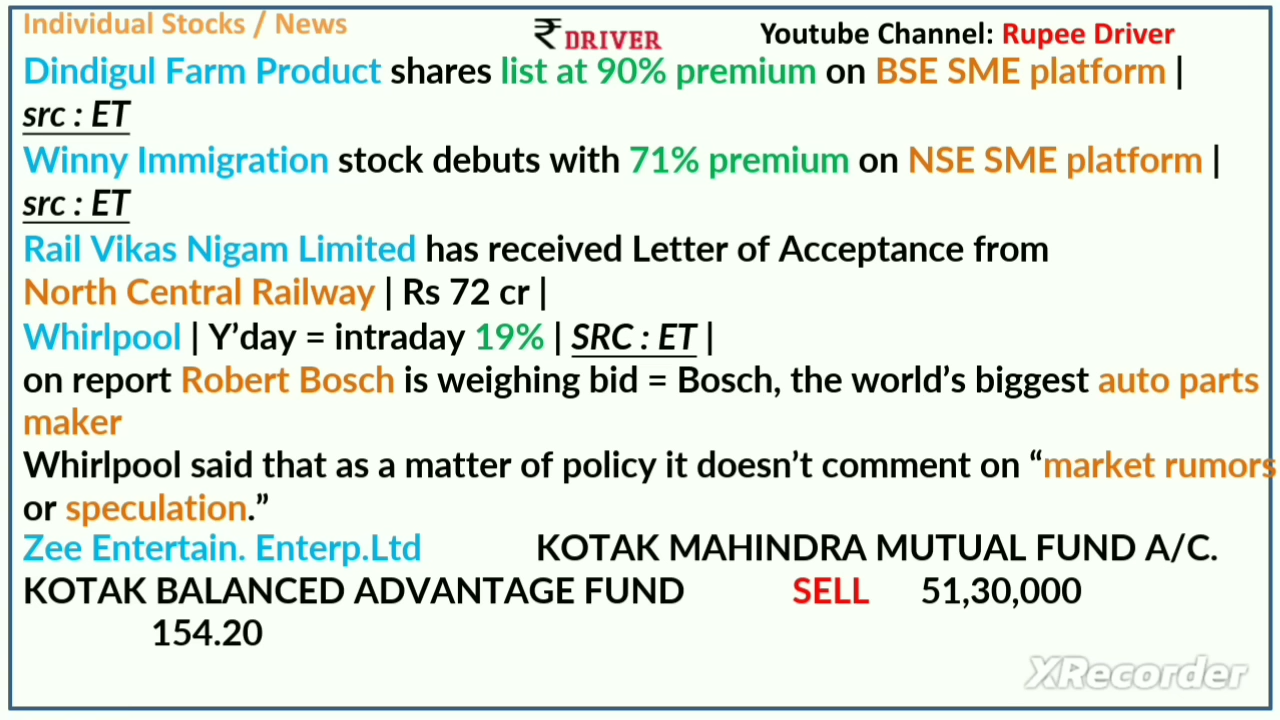 Individual Stocks / News
₹ DRIVER
Youtube Channel: Rupee Driver
Dindigul Farm Product shares list at 90% premium on BSE SME platform |
src : ET
Winny Immigration stock debuts with 71% premium on NSE SME platform |
src : ET
Rail Vikas Nigam Limited has received Letter of Acceptance from
North Central Railway | Rs 72 cr |
Whirlpool | Y’day = intraday 19% | SRC : ET |
on report Robert Bosch is weighing bid = Bosch, the world’s biggest auto parts
maker
Whirlpool said that as a matter of policy it doesn’t comment on “market rumors
or speculation.”
Zee Entertain. Enterp.Ltd KOTAK MAHINDRA MUTUAL FUND A/C.
KOTAK BALANCED ADVANTAGE FUND SELL 51,30,000
154.20
XRecorder